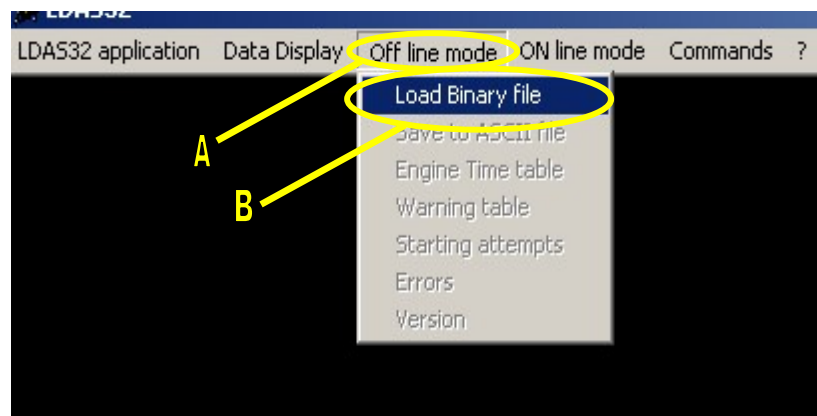 LDAS32
LDAS32 application Data Display Off line mode ON line mode Commands ?
Load Binary file
Save to ASCII file
A
Engine Time table
B
Warning table
Starting attempts
Errors
Version